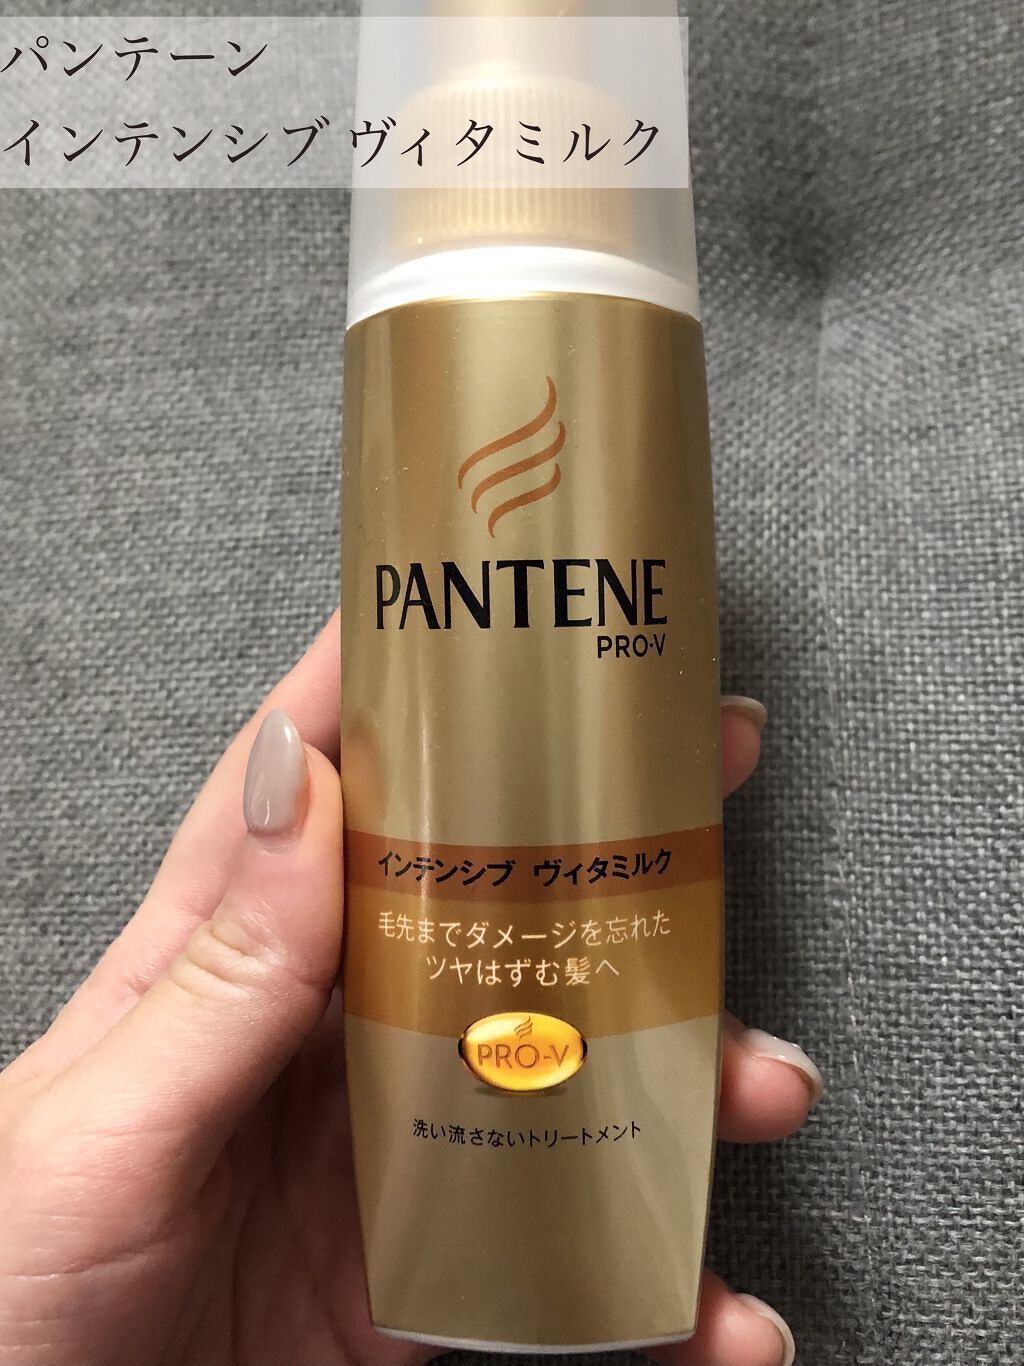 パンテーン
インテンシブ ヴィタミルク
PANTENE
PRO-V
インテンシブ ヴィタミルク
毛先までダメージを忘れた
ツヤはずむ髪へ
PRO-V
洗い流さないトリートメント